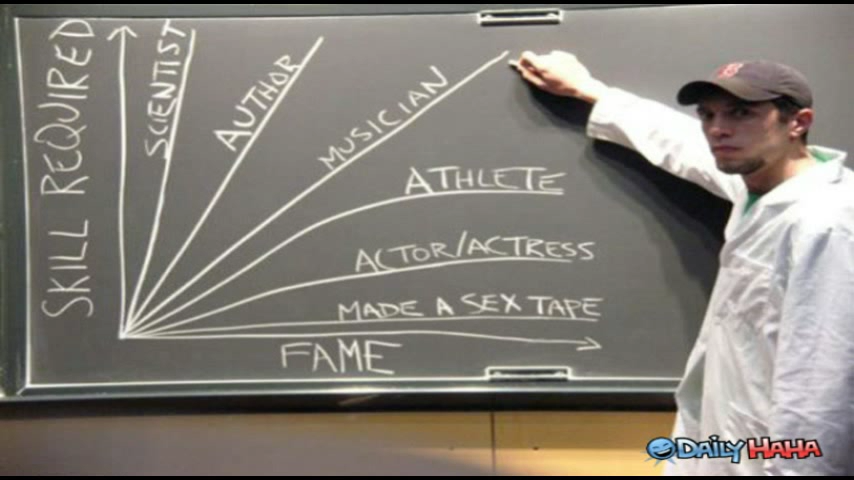 SKILL REQUIRED
SCIENTIST
AUTHOR
MUSICIAN
ATHLETE
ACTOR/ACTRESS
MADE A SEX TAPE
FAME
B
DAILY HAHA